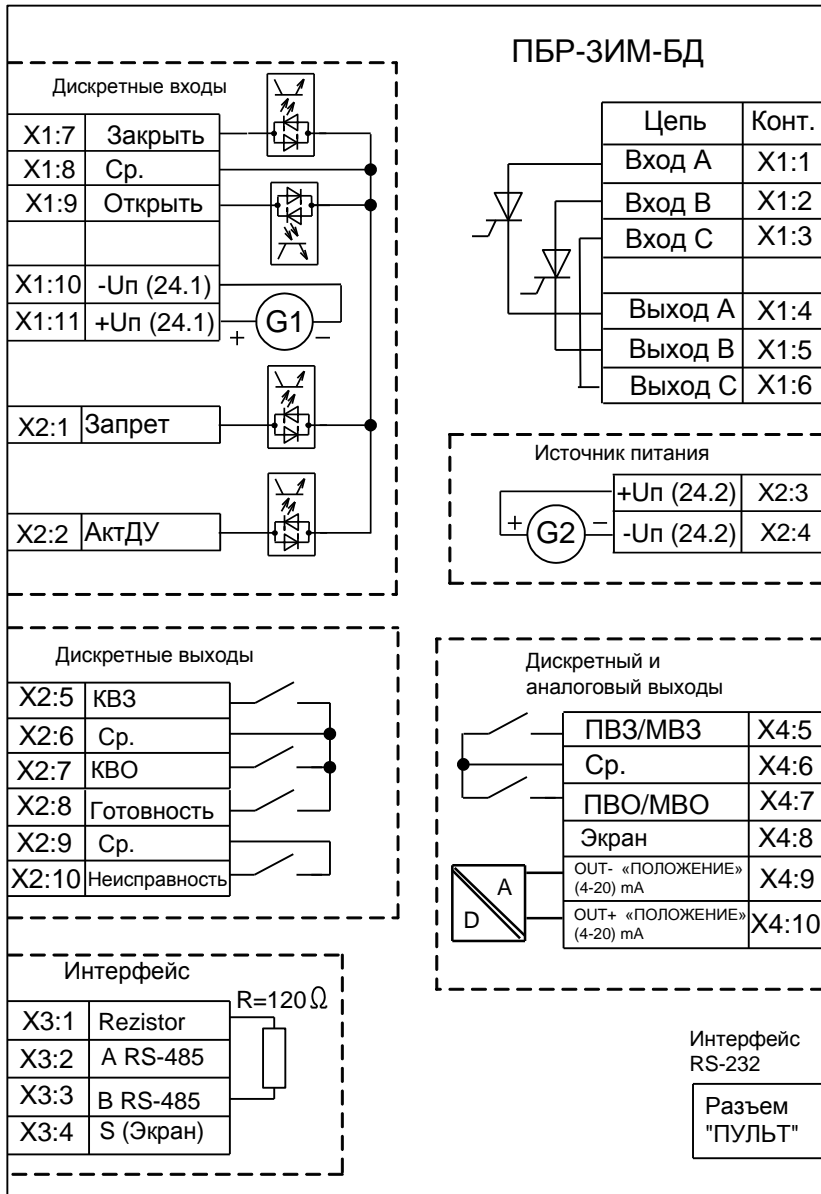 ПБР-3ИМ-БД
Дискретные входы
X1:7 Закрыть
X1:8 Ср.
X1:9 Открыть
X1:10 -Uп (24.1)
X1:11 +Uп (24.1)
+ G1 −
X2:1 Запрет
X2:2 АктДУ
Цепь Конт.
Вход А X1:1
Вход В X1:2
Вход С X1:3
Выход А X1:4
Выход В X1:5
Выход С X1:6
Источник питания
+Uп (24.2) X2:3
-Uп (24.2) X2:4
+ G2 −
Дискретные выходы
X2:5 КВЗ
X2:6 Ср.
X2:7 КВО
X2:8 Готовность
X2:9 Ср.
X2:10 Неисправность
Дискретный и
аналоговый выходы
ПВЗ/МВЗ X4:5
Ср. X4:6
ПВО/МВО X4:7
Экран X4:8
OUT- «ПОЛОЖЕНИЕ»
(4-20) mA X4:9
OUT+ «ПОЛОЖЕНИЕ»
(4-20) mA X4:10
A
D
Интерфейс
R=120 Ω
X3:1 Rezistor
X3:2 A RS-485
X3:3 B RS-485
X3:4 S (Экран)
Интерфейс
RS-232
Разъем
"ПУЛЬТ"